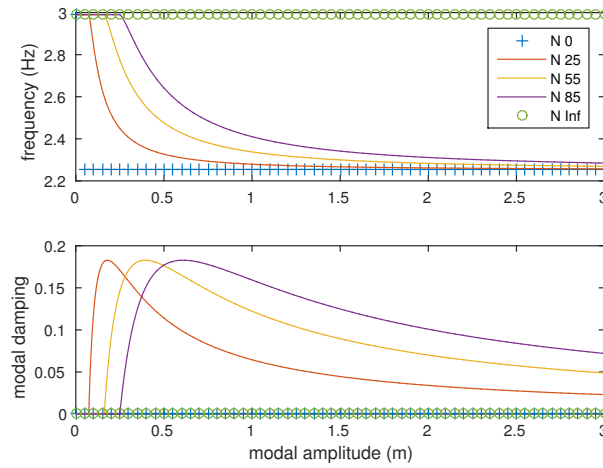 3
2.8
2.6
2.4
2.2
frequency (Hz)
0 0.5 1 1.5 2 2.5 3
N 0
N 25
N 55
N 85
N Inf
0.2
0.15
0.1
0.05
0
modal damping
0 0.5 1 1.5 2 2.5 3
modal amplitude (m)